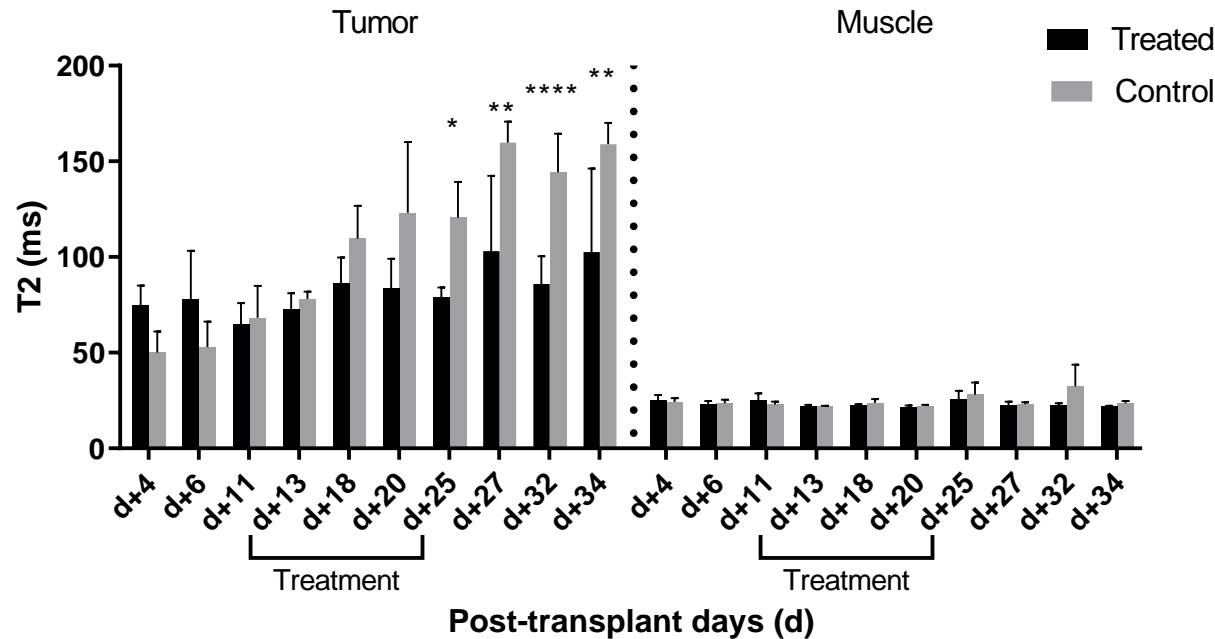 Tumor
Muscle
Treated
Control
T2 (ms)
200
150
100
50
0
*
**
****
**
d+4
d+6
d+11
d+13
d+18
d+20
d+25
d+27
d+32
d+34
d+4
d+6
d+11
d+13
d+18
d+20
d+25
d+27
d+32
d+34
Treatment
Treatment
Post-transplant days (d)